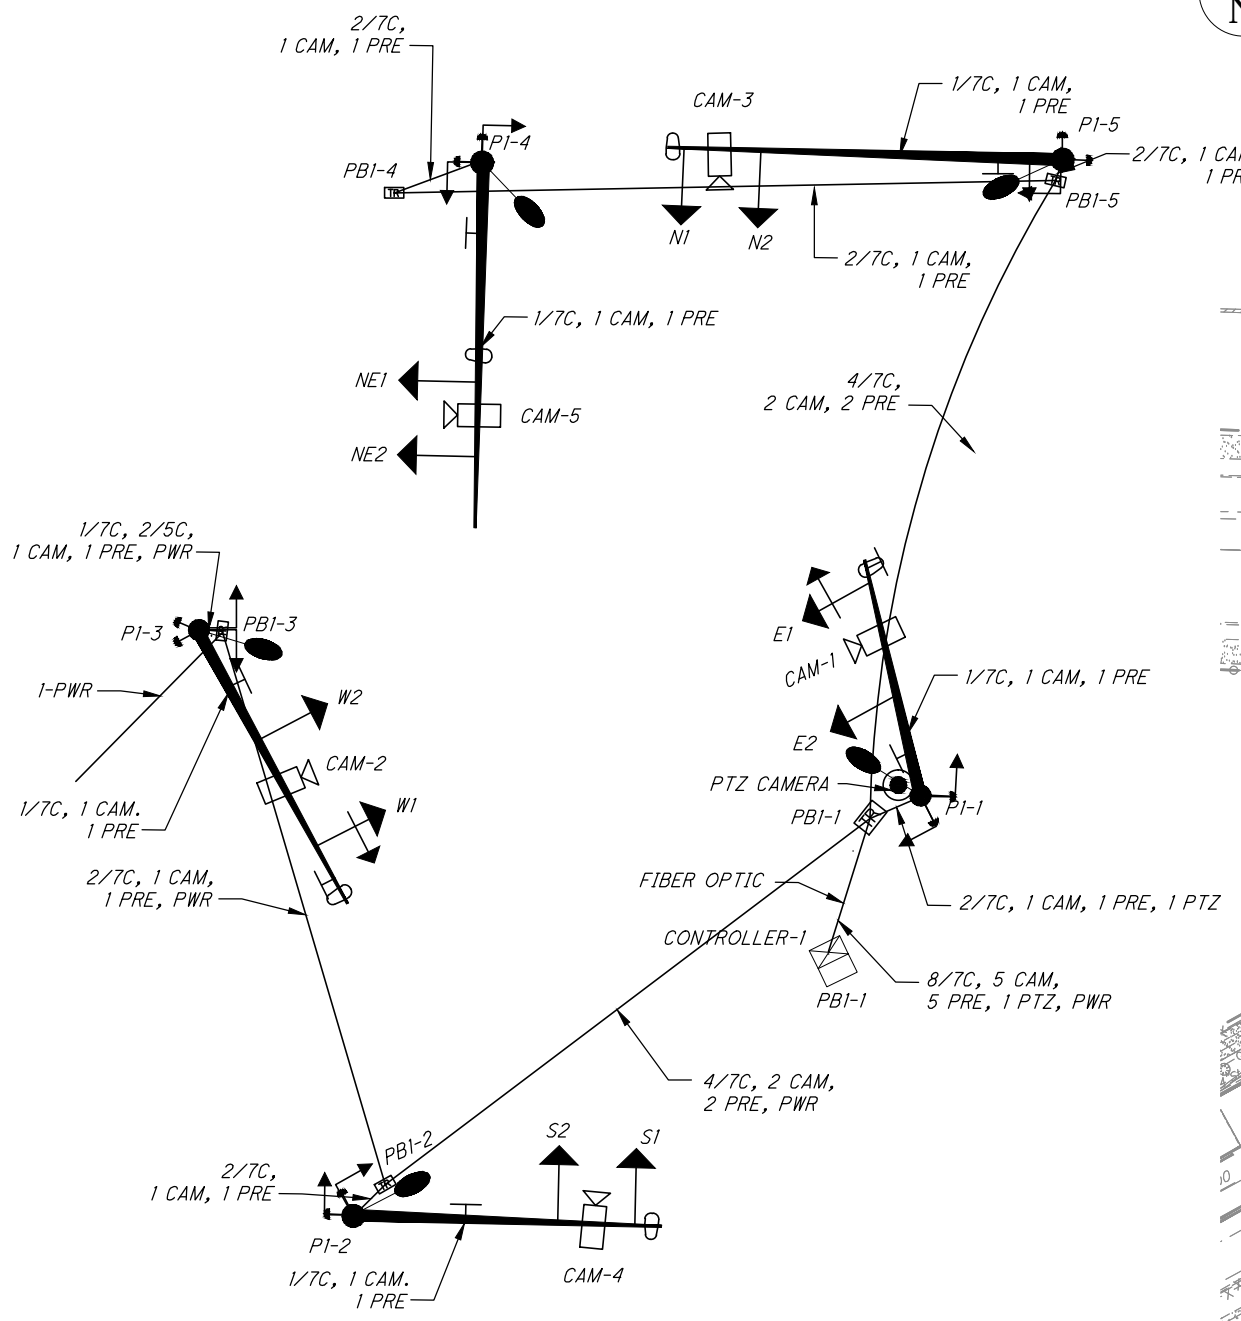 N
2/7C,
1 CAM, 1 PRE
P1-4
PB1-4
CAM-3
1/7C, 1 CAM,
1 PRE
P1-5
2/7C, 1 CAM
1 PRE
PB1-5
N1
N2
2/7C, 1 CAM,
1 PRE
1/7C, 1 CAM, 1 PRE
NE1
CAM-5
NE2
4/7C,
2 CAM, 2 PRE
1/7C, 2/5C,
1 CAM, 1 PRE, PWR
P1-3
PB1-3
1-PWR
W2
CAM-2
W1
1/7C, 1 CAM.
1 PRE
2/7C, 1 CAM,
1 PRE, PWR
E1
CAM-1
1/7C, 1 CAM, 1 PRE
E2
PTZ CAMERA
PB1-1
P1-1
FIBER OPTIC
2/7C, 1 CAM, 1 PRE, 1 PTZ
CONTROLLER-1
PB1-1
8/7C, 5 CAM,
5 PRE, 1 PTZ, PWR
4/7C, 2 CAM,
2 PRE, PWR
PB1-2
S2
S1
2/7C,
1 CAM, 1 PRE
P1-2
CAM-4
1/7C, 1 CAM.
1 PRE